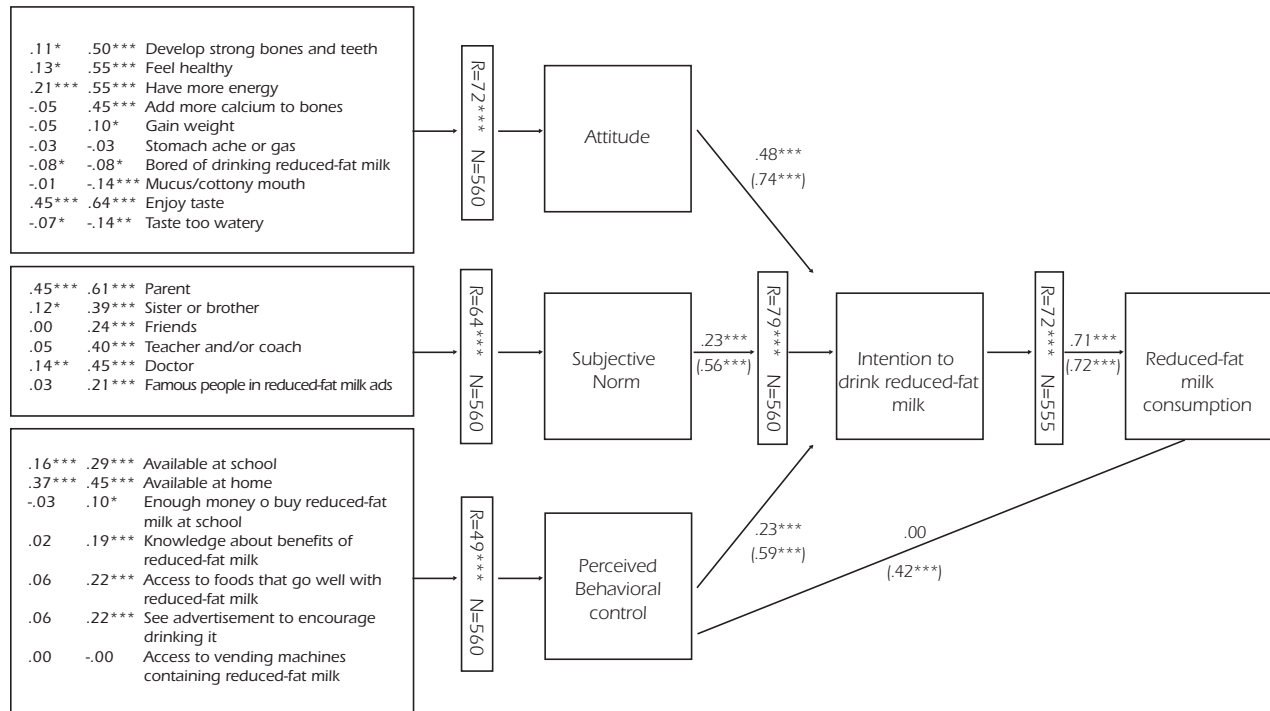 .11* .50*** Develop strong bones and teeth
.13* .55*** Feel healthy
.21*** .55*** Have more energy
-.05 .45*** Add more calcium to bones
-.05 .10* Gain weight
-.03 -.03 Stomach ache or gas
-.08* -.08* Bored of drinking reduced-fat milk
-.01 -.14*** Mucus/cottony mouth
.45*** .64*** Enjoy taste
-.07* -.14** Taste too watery
R=72*** N=560
Attitude
.48***
(.74***)
.45*** .61*** Parent
.12* .39*** Sister or brother
.00 .24*** Friends
.05 .40*** Teacher and/or coach
.14** .45*** Doctor
.03 .21*** Famous people in reduced-fat milk ads
R=64*** N=560
Subjective
Norm
.23***
(.56***)
R=79*** N=560
Intention to
drink reduced-fat
milk
R=72*** N=555
.71***
(.72***)
Reduced-fat
milk
consumption
.16*** .29*** Available at school
.37*** .45*** Available at home
-.03 .10* Enough money o buy reduced-fat
milk at school
.02 .19*** Knowledge about benefits of
reduced-fat milk
.06 .22*** Access to foods that go well with
reduced-fat milk
.06 .22*** See advertisement to encourage
drinking it
.00 -.00 Access to vending machines
containing reduced-fat milk
R=49*** N=560
Perceived
Behavioral
control
.23***
(.59***)
.00
(.42***)